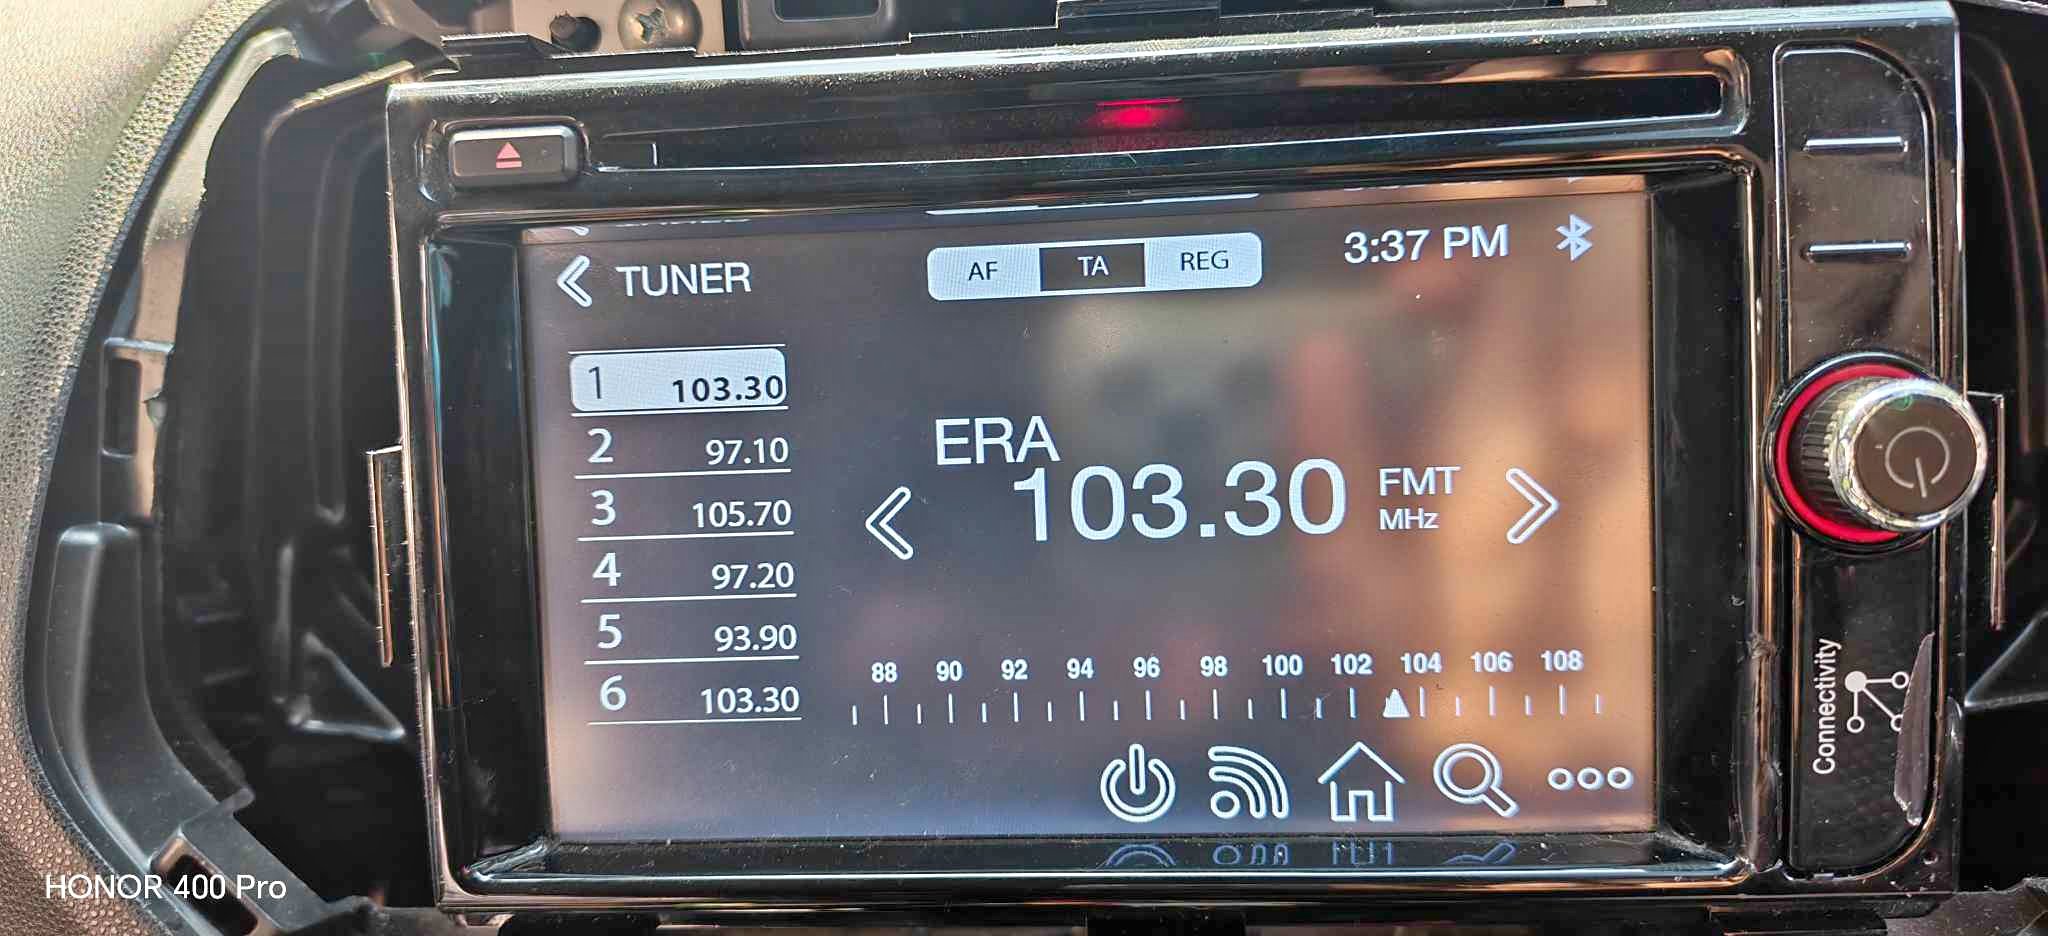 TUNER
AF TA REG
3:37 PM
1 103.30
2 97.10
3 105.70
4 97.20
5 93.90
6 103.30
ERA
103.30 FMT
MHz
88 90 92 94 96 98 100 102 104 106 108
Connectivity
HONOR 400 Pro